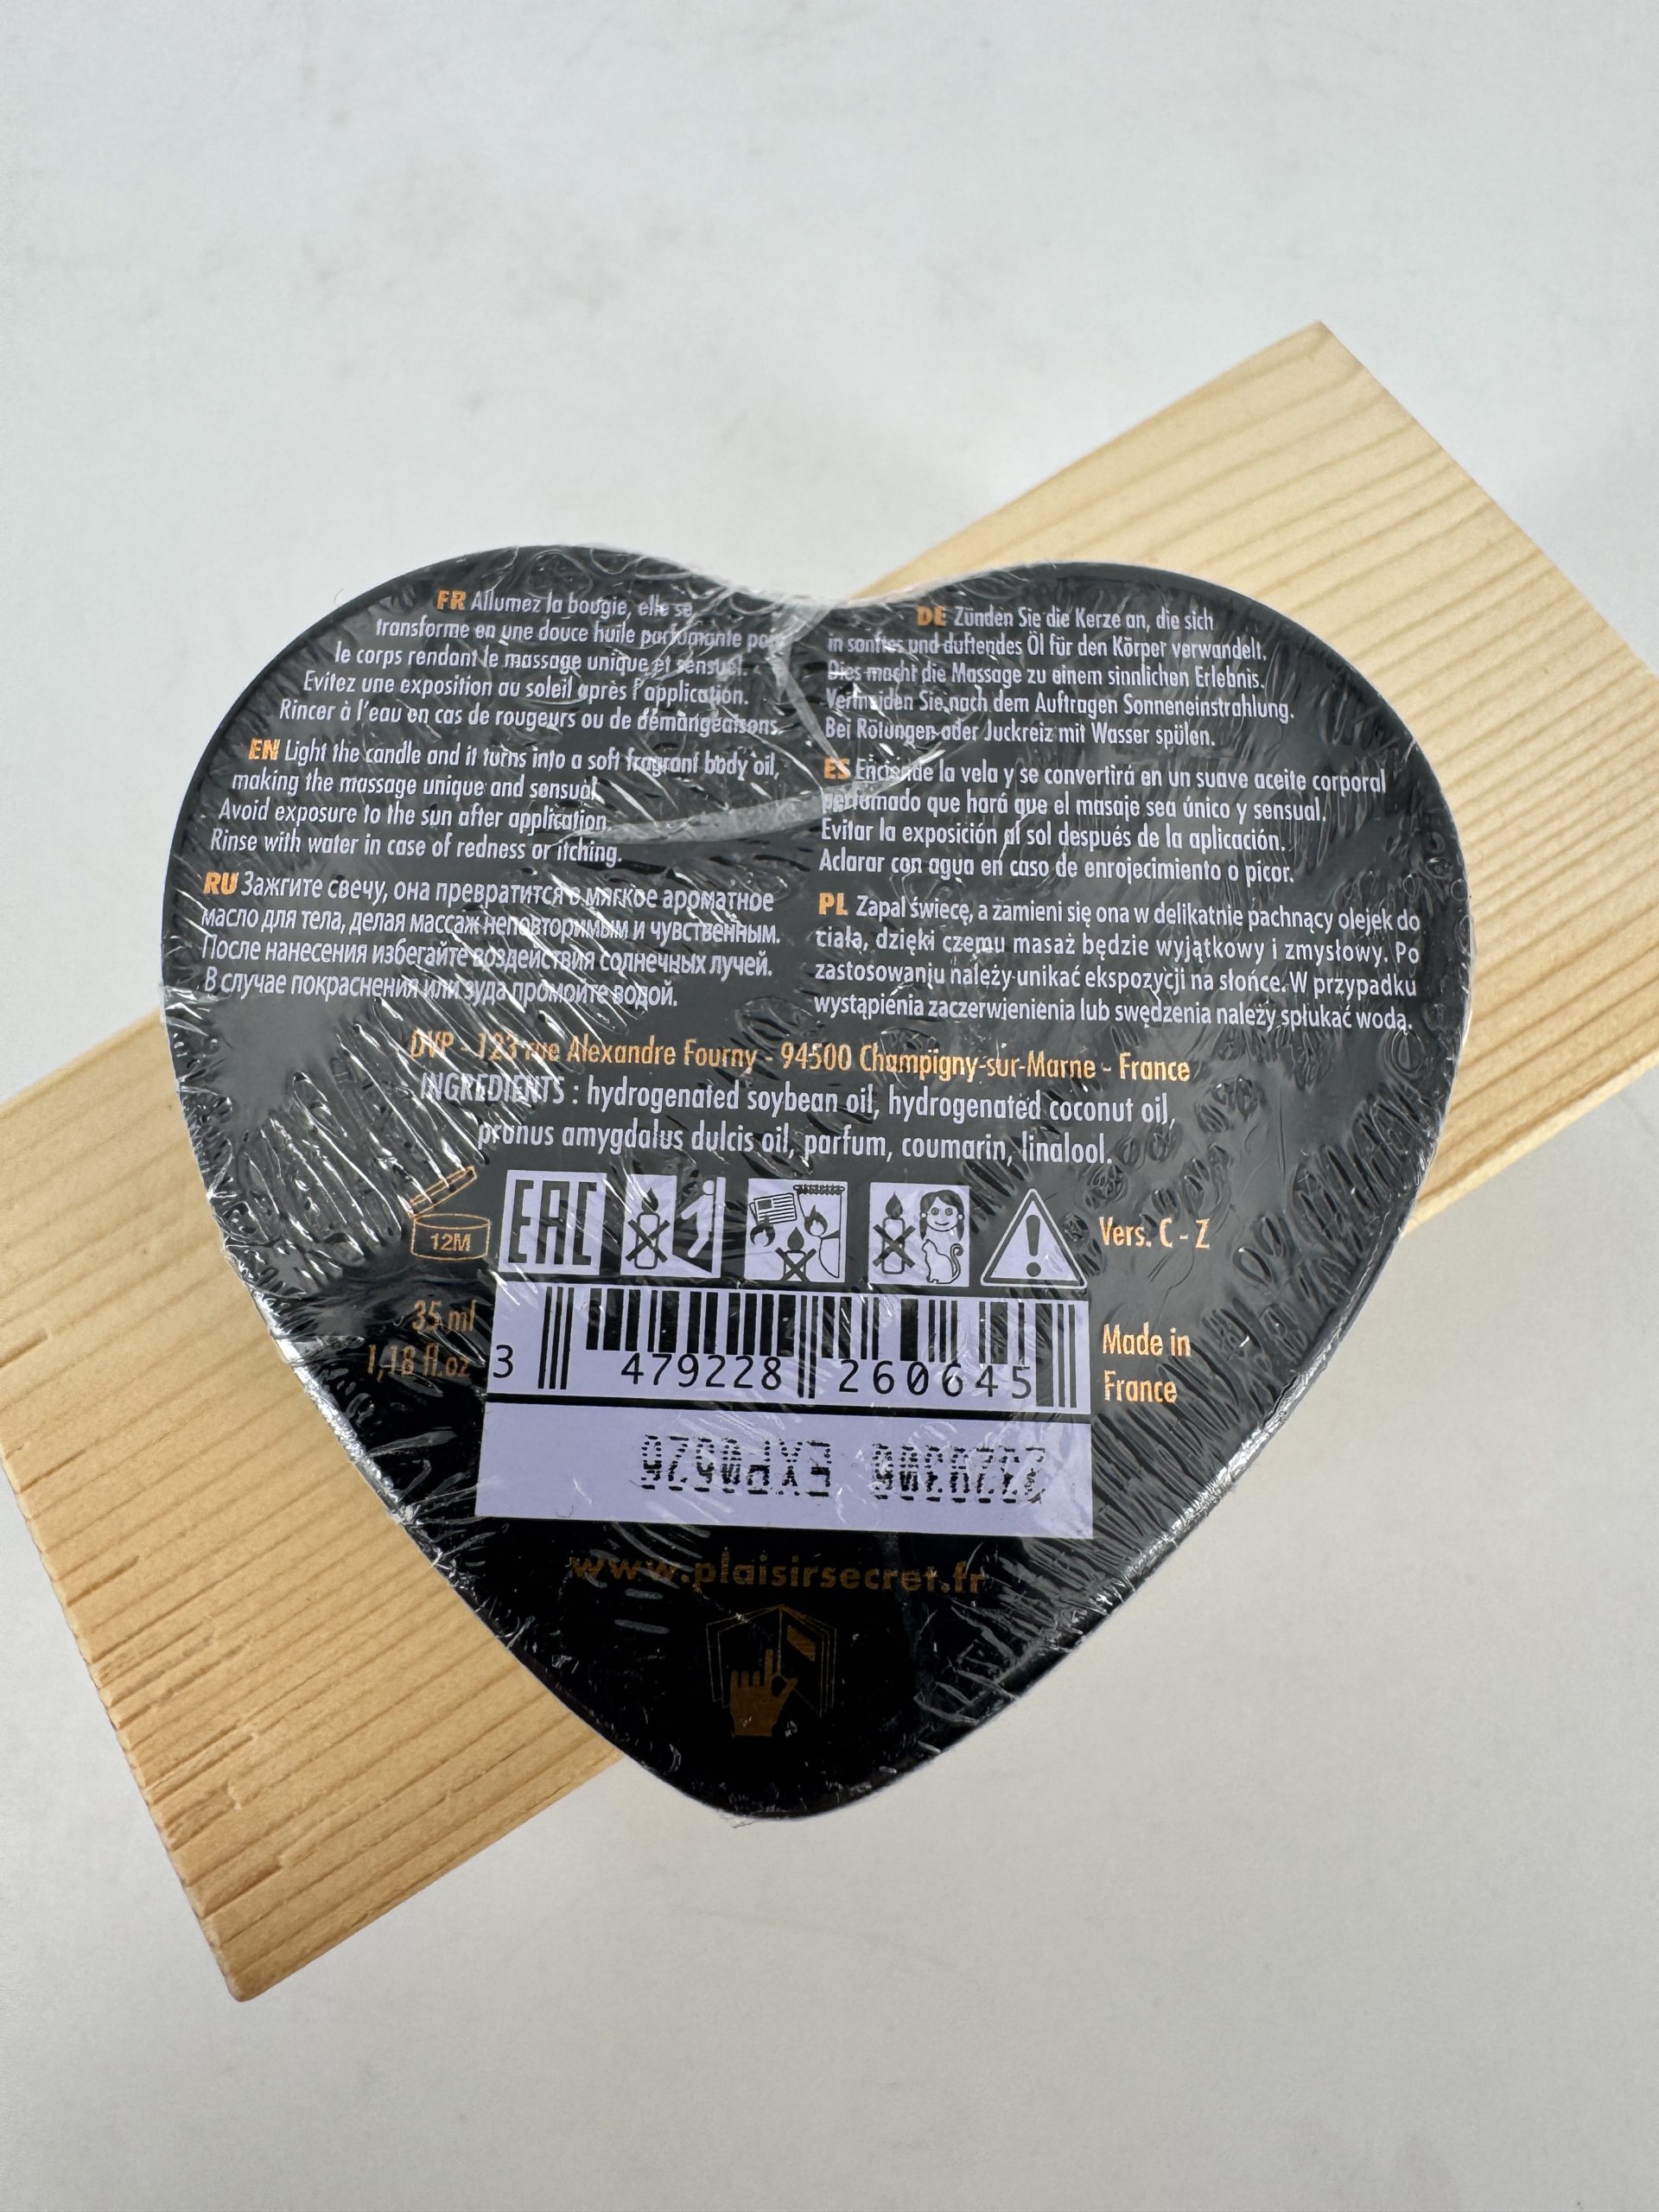 FR Allumez la bougie, elle se
transforme en une douce huile parfumante pour
le corps rendant le massage unique et sensuel.
Evitez une exposition au soleil après l'application.
Rincer à l'eau en cas de rougeurs ou de démangeaisons.
EN Light the candle and it turns into a soft fragrant body oil,
making the massage unique and sensual.
Avoid exposure to the sun after application.
Rinse with water in case of redness or itching.
RU Зажгите свечу, она превратится в мягкое ароматное
масло для тела, делая массаж неповторимым и чувственным.
После нанесения избегайте воздействия солнечных лучей.
В случае покраснения или зуда промойте водой.
DE Zünden Sie die Kerze an, die sich
in sanftes und duftendes Öl für den Körper verwandelt.
Dies macht die Massage zu einem sinnlichen Erlebnis.
Vermeiden Sie nach dem Auftragen Sonneneinstrahlung.
Bei Rötungen oder Juckreiz mit Wasser spülen.
ES Enciende la vela y se convertirá en un suave aceite corporal
perfumado que hará que el masaje sea único y sensual.
Evitar la exposición al sol después de la aplicación.
Aclarar con agua en caso de enrojecimiento o picor.
PL Zapal świecę, a zamieni się ona w delikatnie pachnący olejek do
ciała, dzięki czemu masaż będzie wyjątkowy i zmysłowy. Po
zastosowaniu należy unikać ekspozycji na słońce. W przypadku
wystąpienia zaczerwienienia lub swędzenia należy spłukać wodą.
DVP - 123 rue Alexandre Fourny - 94500 Champigny-sur-Marne - France
INGREDIENTS : hydrogenated soybean oil, hydrogenated coconut oil,
prunus amygdalus dulcis oil, parfum, coumarin, linalool.
12M
EAC
Vers. C - Z
35 ml
1,18 fl.oz
3 479228 260645
Made in
France
EXP
www.plaisirsecret.fr